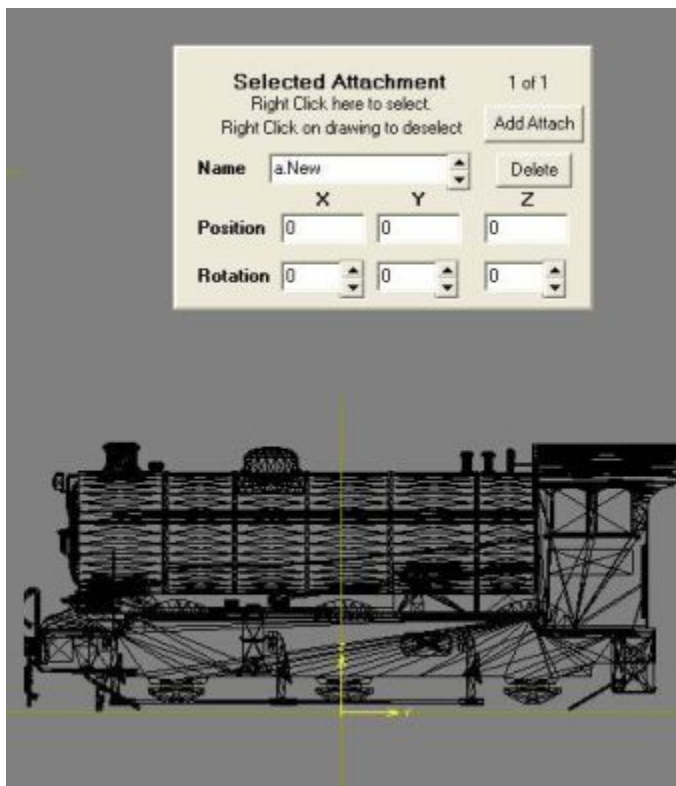 Selected Attachment 1 of 1
Right Click here to select.
Right Click on drawing to deselect Add Attach
Name a.New Delete
X Y Z
Position 0 0 0
Rotation 0 0 0
Y